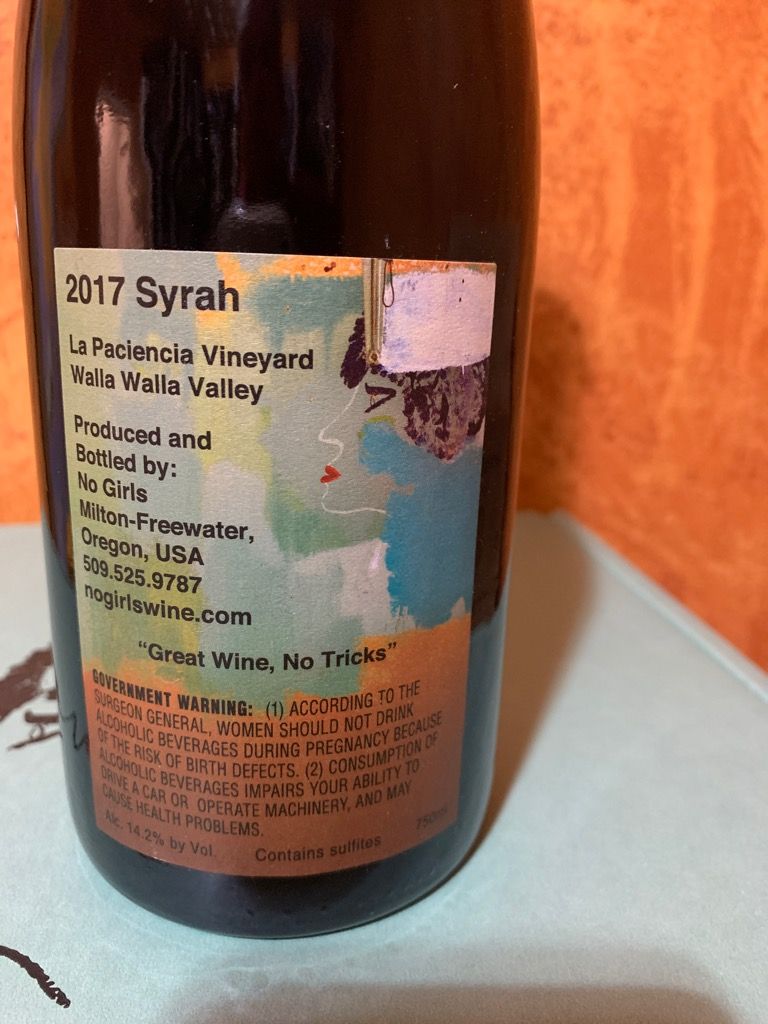 2017 Syrah
La Paciencia Vineyard
Walla Walla Valley
Produced and
Bottled by:
No Girls
Milton-Freewater,
Oregon, USA
509.525.9787
nogirlswine.com
“Great Wine, No Tricks”
GOVERNMENT WARNING: (1) ACCORDING TO THE
SURGEON GENERAL, WOMEN SHOULD NOT DRINK
ALCOHOLIC BEVERAGES DURING PREGNANCY BECAUSE
OF THE RISK OF BIRTH DEFECTS. (2) CONSUMPTION OF
ALCOHOLIC BEVERAGES IMPAIRS YOUR ABILITY TO
DRIVE A CAR OR OPERATE MACHINERY, AND MAY
CAUSE HEALTH PROBLEMS.
Alc. 14.2% by Vol. Contains sulfites 750ml